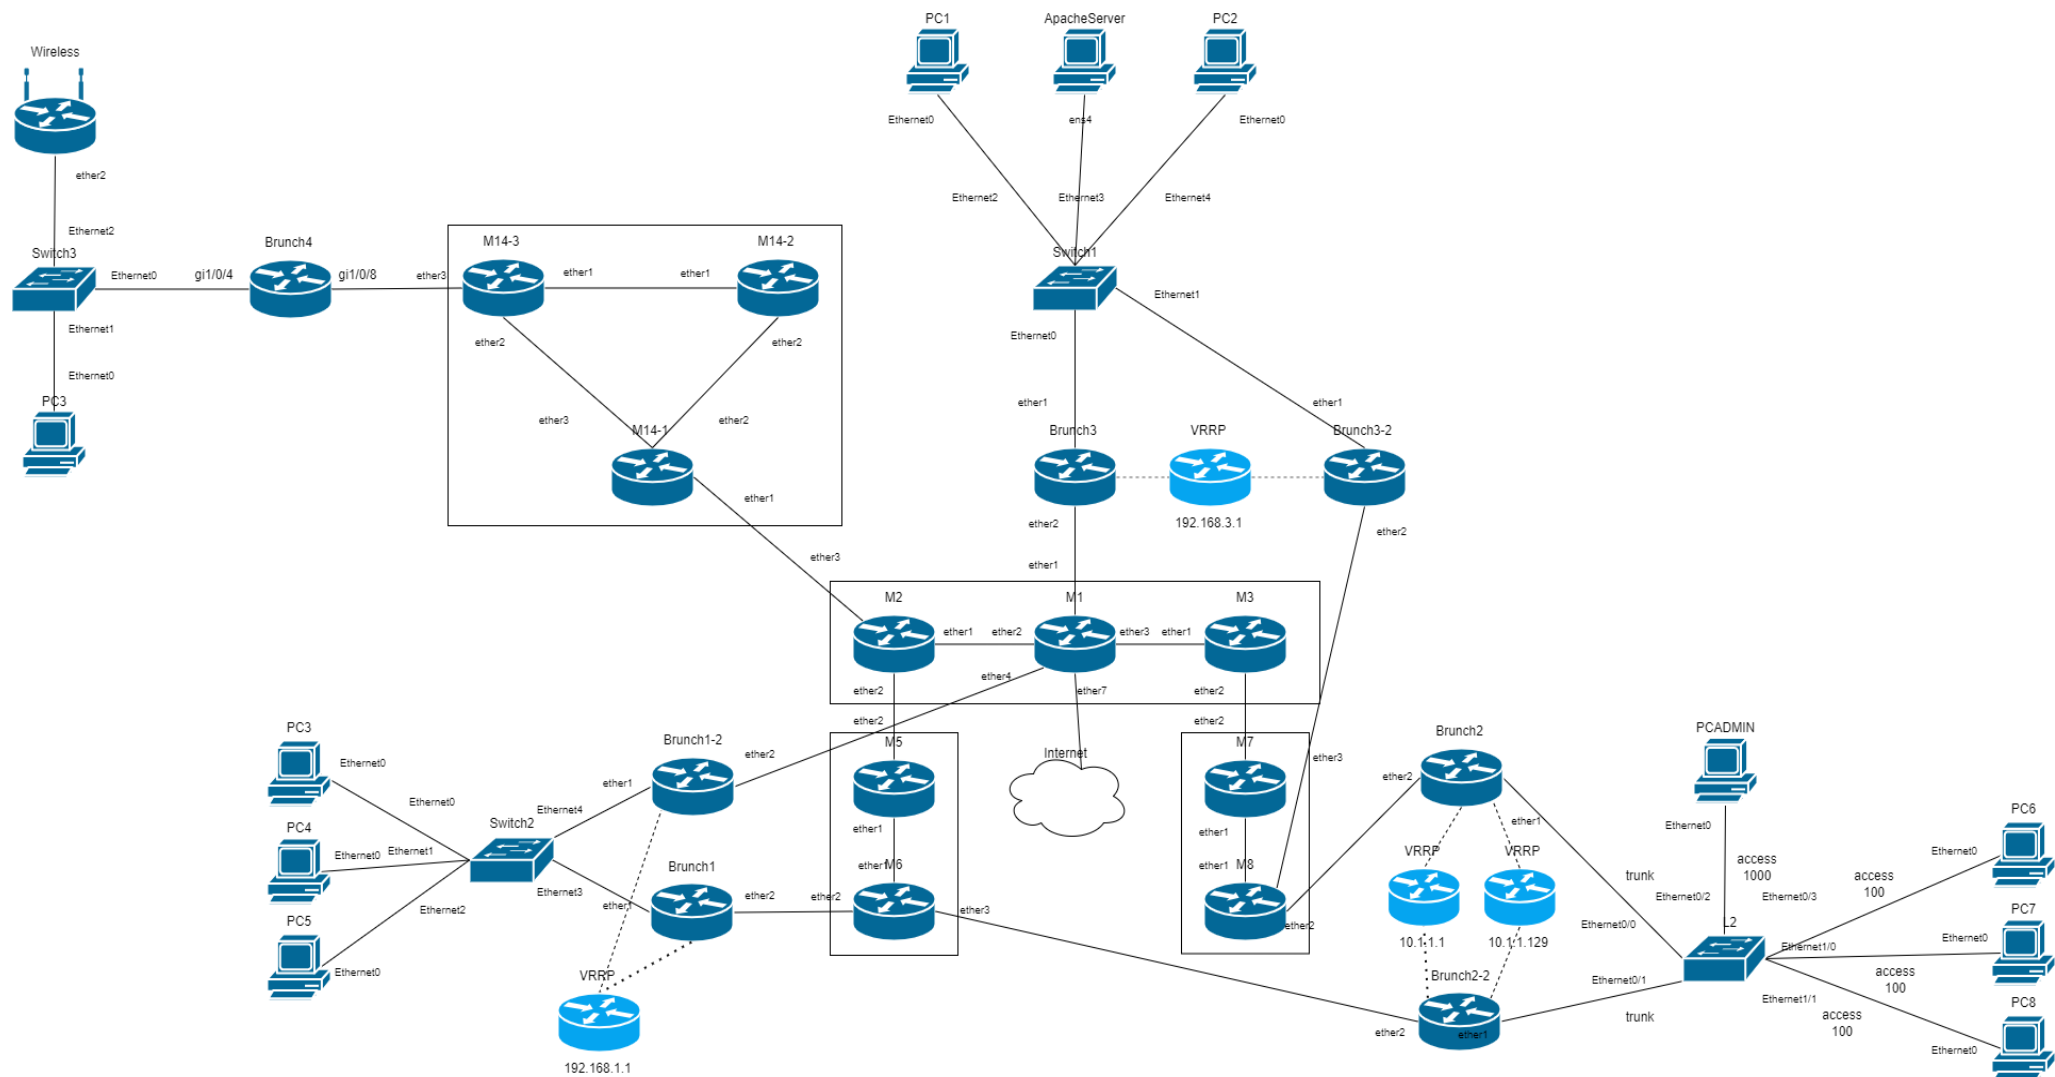 PC1
ApacheServer
PC2
Wireless
Ethernet0
ens4
Ethernet0
ether2
Ethernet2
Ethernet3
Ethernet4
Ethernet2
Switch3
Brunch4
M14-3
M14-2
Switch1
Ethernet0
gi1/0/4
gi1/0/8
ether3
ether1
ether1
Ethernet1
Ethernet1
Ethernet0
ether2
ether2
Ethernet0
PC3
ether1
ether1
ether3
ether2
M14-1
Brunch3
VRRP
Brunch3-2
ether1
192.168.3.1
ether2
ether2
ether3
ether1
M2
M1
M3
ether1
ether2
ether3
ether1
ether4
ether2
ether7
ether2
ether2
ether2
PC3
Brunch1-2
ether2
M5
Internet
M7
Brunch2
PCADMIN
Ethernet0
ether1
ether3
ether2
Ethernet0
Ethernet4
Switch2
PC4
ether1
ether1
ether1
Ethernet0
PC6
Ethernet0
Ethernet1
VRRP
VRRP
Ethernet0
access
1000
Brunch1
ether1
M6
ether1
M8
trunk
access
100
Ethernet3
ether1
ether2
ether2
Ethernet0/2
Ethernet0/3
Ethernet2
ether3
ether2
Ethernet0/0
L2
PC7
PC5
10.1.1.1
10.1.1.129
Ethernet1/0
Ethernet0
Ethernet0
VRRP
Brunch2-2
Ethernet0/1
access
100
Ethernet1/1
PC8
trunk
access
100
ether2
ether1
Ethernet0
192.168.1.1